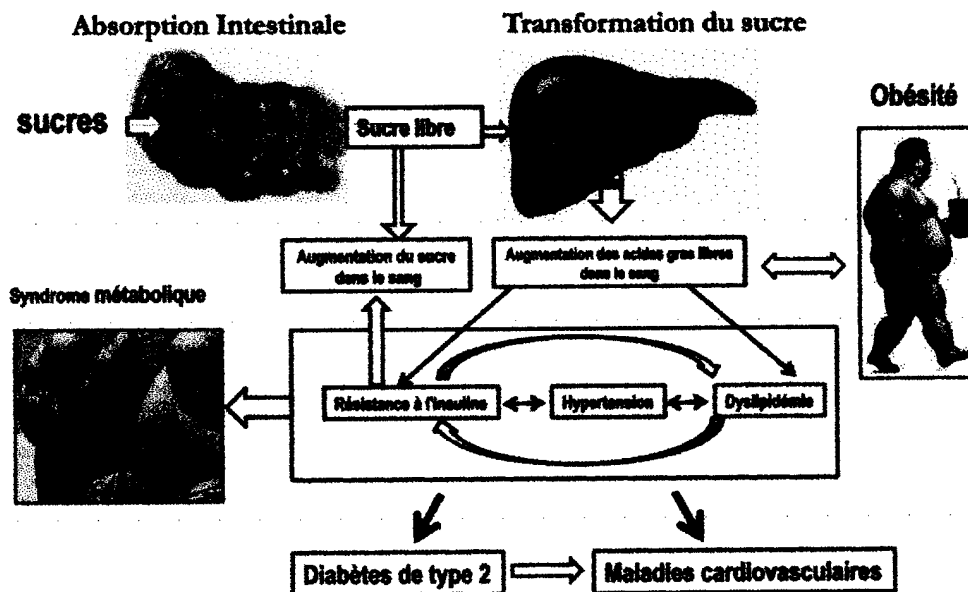 Absorption Intestinale
Transformation du sucre
Obésité
sucres
Sucre libre
Augmentation du sucre
dans le sang
Augmentation des acides gras libres
dans le sang
Syndrome métabolique
Résistance à l'insuline
Hypertension
Dyslipidémie
Diabètes de type 2
Maladies cardiovasculaires